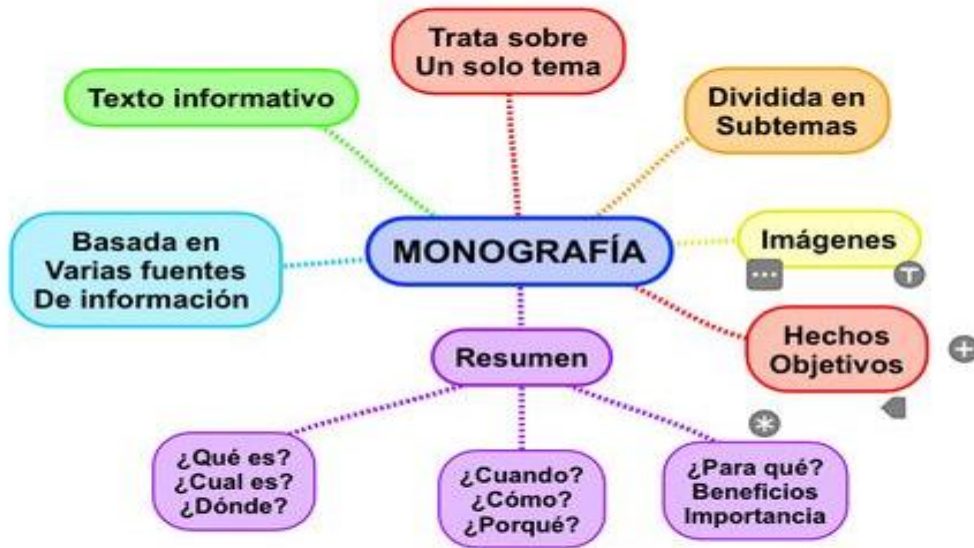 Trata sobre
Un solo tema
Texto informativo
Dividida en
Subtemas
Basada en
Varias fuentes
De información
MONOGRAFÍA
Imágenes
Hechos
Objetivos
Resumen
¿Qué es?
¿Cual es?
¿Dónde?
¿Cuando?
¿Cómo?
¿Porqué?
¿Para qué?
Beneficios
Importancia